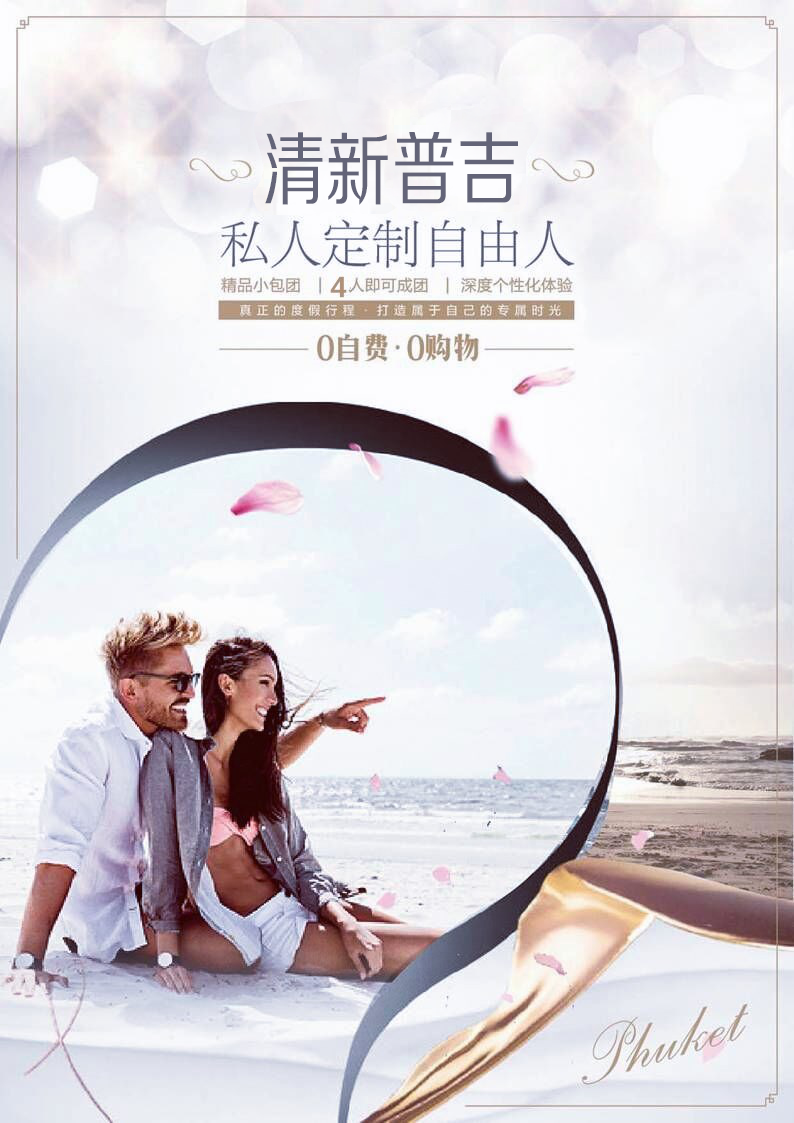 清新普吉
私人定制自由人
精品小包团 | 4人即可成团 | 深度个性化体验
真正的度假行程·打造属于自己的专属时光
0自费·0购物
Phuket